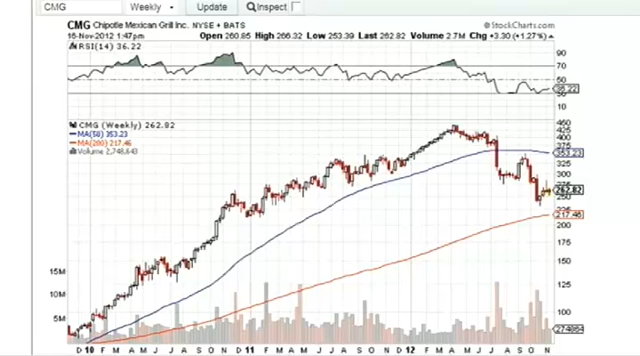 CMG Weekly Update Inspect
CMG Chipotle Mexican Grill Inc. NYSE + BATS © StockCharts.com
16-Nov-2012 1:47pm Open 260.85 High 266.32 Low 253.39 Last 262.82 Volume 2.7M Chg +3.30 (+1.27%)
RSI(14) 36.22
90
70
50
36.22
30
10
CMG (Weekly) 262.82
MA(50) 353.23
MA(200) 217.46
Volume 2,748,643
450
425
400
375
353.23
325
300
275
262.82
250
217.46
200
175
150
125
100
15M
10M
5M
10 F M A M J J A S O N D 11 F M A M J J A S O N D 12 F M A M J J A S O N